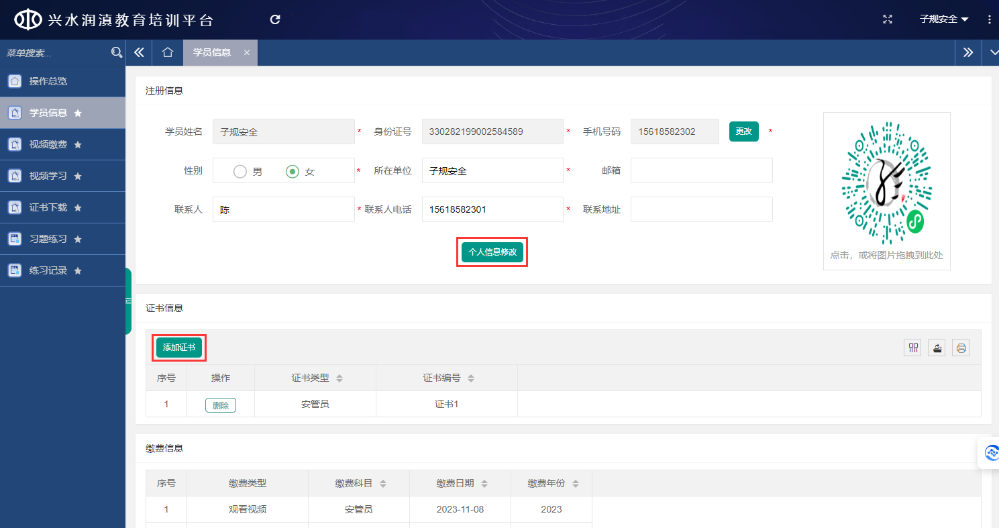 兴水润滇教育培训平台
子规安全
菜单搜索...
学员信息
操作总览
学员信息
视频缴费
视频学习
证书下载
习题练习
练习记录
注册信息
学员姓名 子规安全 * 身份证号 330282199002584589 * 手机号码 15618582302 更改 *
性别 男 女 * 所在单位 子规安全 * 邮箱
联系人 陈 * 联系人电话 15618582301 * 联系地址
个人信息修改
点击，或将图片拖拽到此处
证书信息
添加证书
序号 操作 证书类型 证书编号
1 删除 安管员 证书1
缴费信息
序号 缴费类型 缴费科目 缴费日期 缴费年份
1 观看视频 安管员 2023-11-08 2023